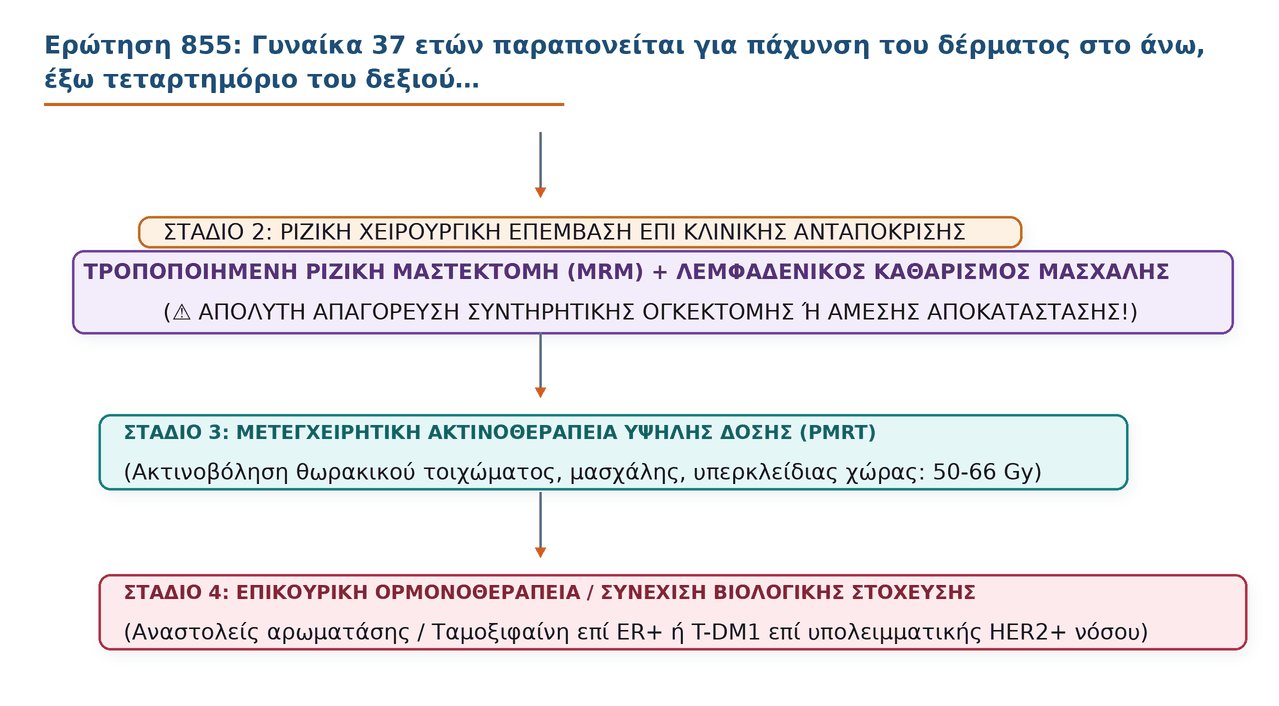 Ερώτηση 855: Γυναίκα 37 ετών παραπονείται για πάχυνση του δέρματος στο άνω,
έξω τεταρτημόριο του δεξιού...
ΣΤΑΔΙΟ 2: ΡΙΖΙΚΗ ΧΕΙΡΟΥΡΓΙΚΗ ΕΠΕΜΒΑΣΗ ΕΠΙ ΚΛΙΝΙΚΗΣ ΑΝΤΑΠΟΚΡΙΣΗΣ
ΤΡΟΠΟΠΟΙΗΜΕΝΗ ΡΙΖΙΚΗ ΜΑΣΤΕΚΤΟΜΗ (MRM) + ΛΕΜΦΑΔΕΝΙΚΟΣ ΚΑΘΑΡΙΣΜΟΣ ΜΑΣΧΑΛΗΣ
(⚠ ΑΠΟΛΥΤΗ ΑΠΑΓΟΡΕΥΣΗ ΣΥΝΤΗΡΗΤΙΚΗΣ ΟΓΚΕΚΤΟΜΗΣ Ή ΑΜΕΣΗΣ ΑΠΟΚΑΤΑΣΤΑΣΗΣ!)
ΣΤΑΔΙΟ 3: ΜΕΤΕΓΧΕΙΡΗΤΙΚΗ ΑΚΤΙΝΟΘΕΡΑΠΕΙΑ ΥΨΗΛΗΣ ΔΟΣΗΣ (PMRT)
(Ακτινοβόληση θωρακικού τοιχώματος, μασχάλης, υπερκλείδιας χώρας: 50-66 Gy)
ΣΤΑΔΙΟ 4: ΕΠΙΚΟΥΡΙΚΗ ΟΡΜΟΝΟΘΕΡΑΠΕΙΑ / ΣΥΝΕΧΙΣΗ ΒΙΟΛΟΓΙΚΗΣ ΣΤΟΧΕΥΣΗΣ
(Αναστολείς αρωματάσης / Ταμοξιφαίνη επί ER+ ή T-DM1 επί υπολειμματικής HER2+ νόσου)